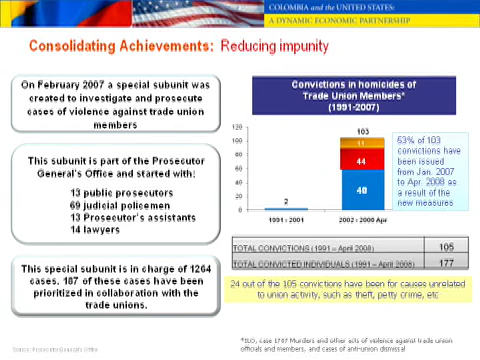 COLOMBIA and the UNITED STATES:
A DYNAMIC ECONOMIC PARTNERSHIP
Consolidating Achievements: Reducing impunity
On February 2007 a special subunit was
created to investigate and prosecute
cases of violence against trade union
members
This subunit is part of the Prosecutor
General's Office and started with:
13 public prosecutors
69 judicial policemen
13 Prosecutor's assistants
14 lawyers
This special subunit is in charge of 1264
cases. 187 of these cases have been
prioritized in collaboration with the
trade unions.
Source: Prosecutor General's Office
Convictions in homicides of
Trade Union Members*
(1991-2007)
120
100
80
60
40
20
0
2
103
11
44
40
1991 : 2001
2002 : 2008 Apr
53% of 103
convictions have
been issued
from Jan. 2007
to Apr. 2008 as
a result of the
new measures
TOTAL CONVICTIONS (1991 – April 2008) 105
TOTAL CONVICTED INDIVIDUALS (1991 – April 2008) 177
24 out of the 105 convictions have been for causes unrelated
to union activity, such as theft, petty crime, etc
*ILO, case 1787 Murders and other acts of violence against trade union
officials and members, and cases of anti-union dismissal